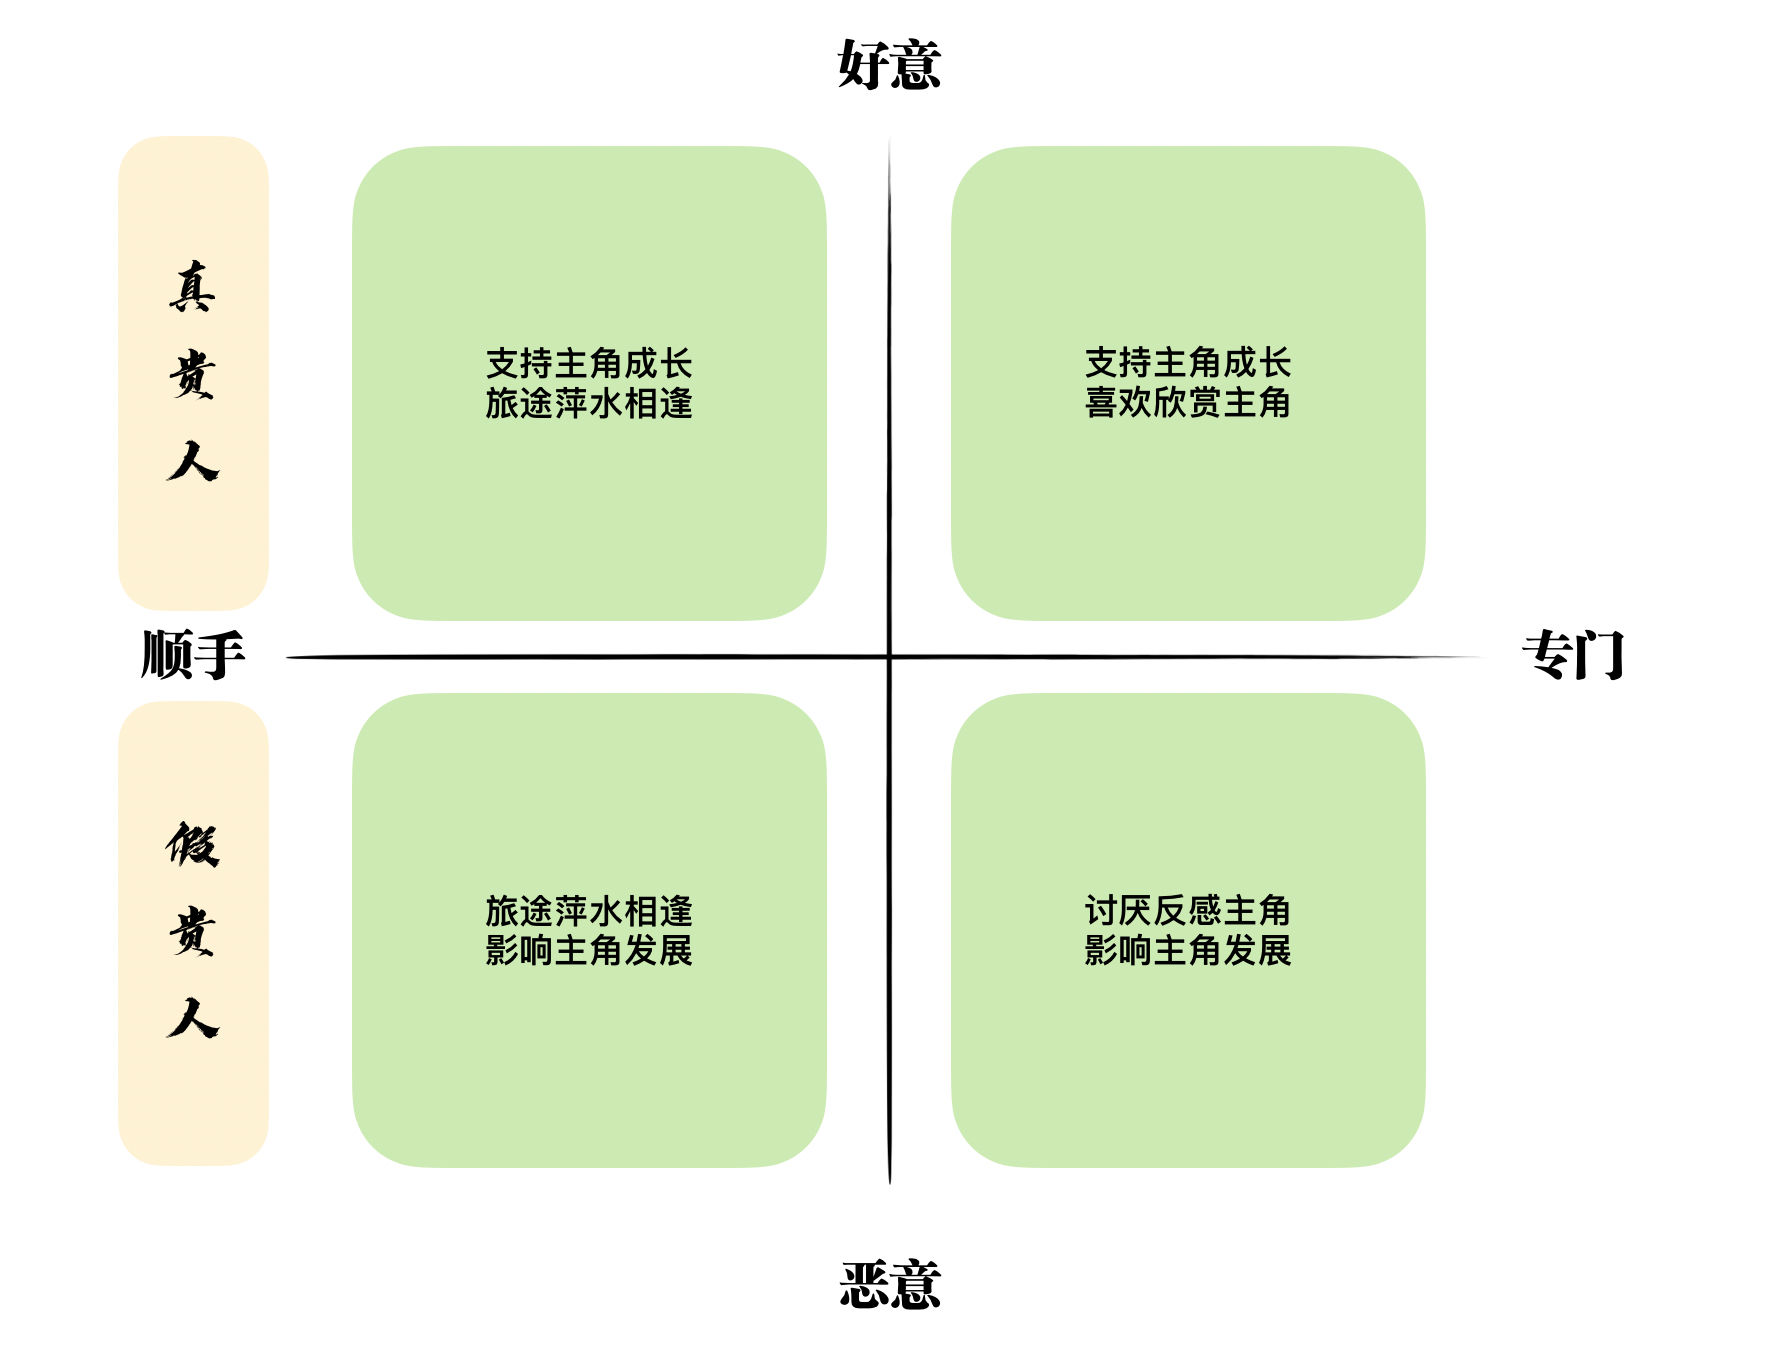 好意
真贵人
支持主角成长
旅途萍水相逢
支持主角成长
喜欢欣赏主角
顺手
专门
假贵人
旅途萍水相逢
影响主角发展
讨厌反感主角
影响主角发展
恶意